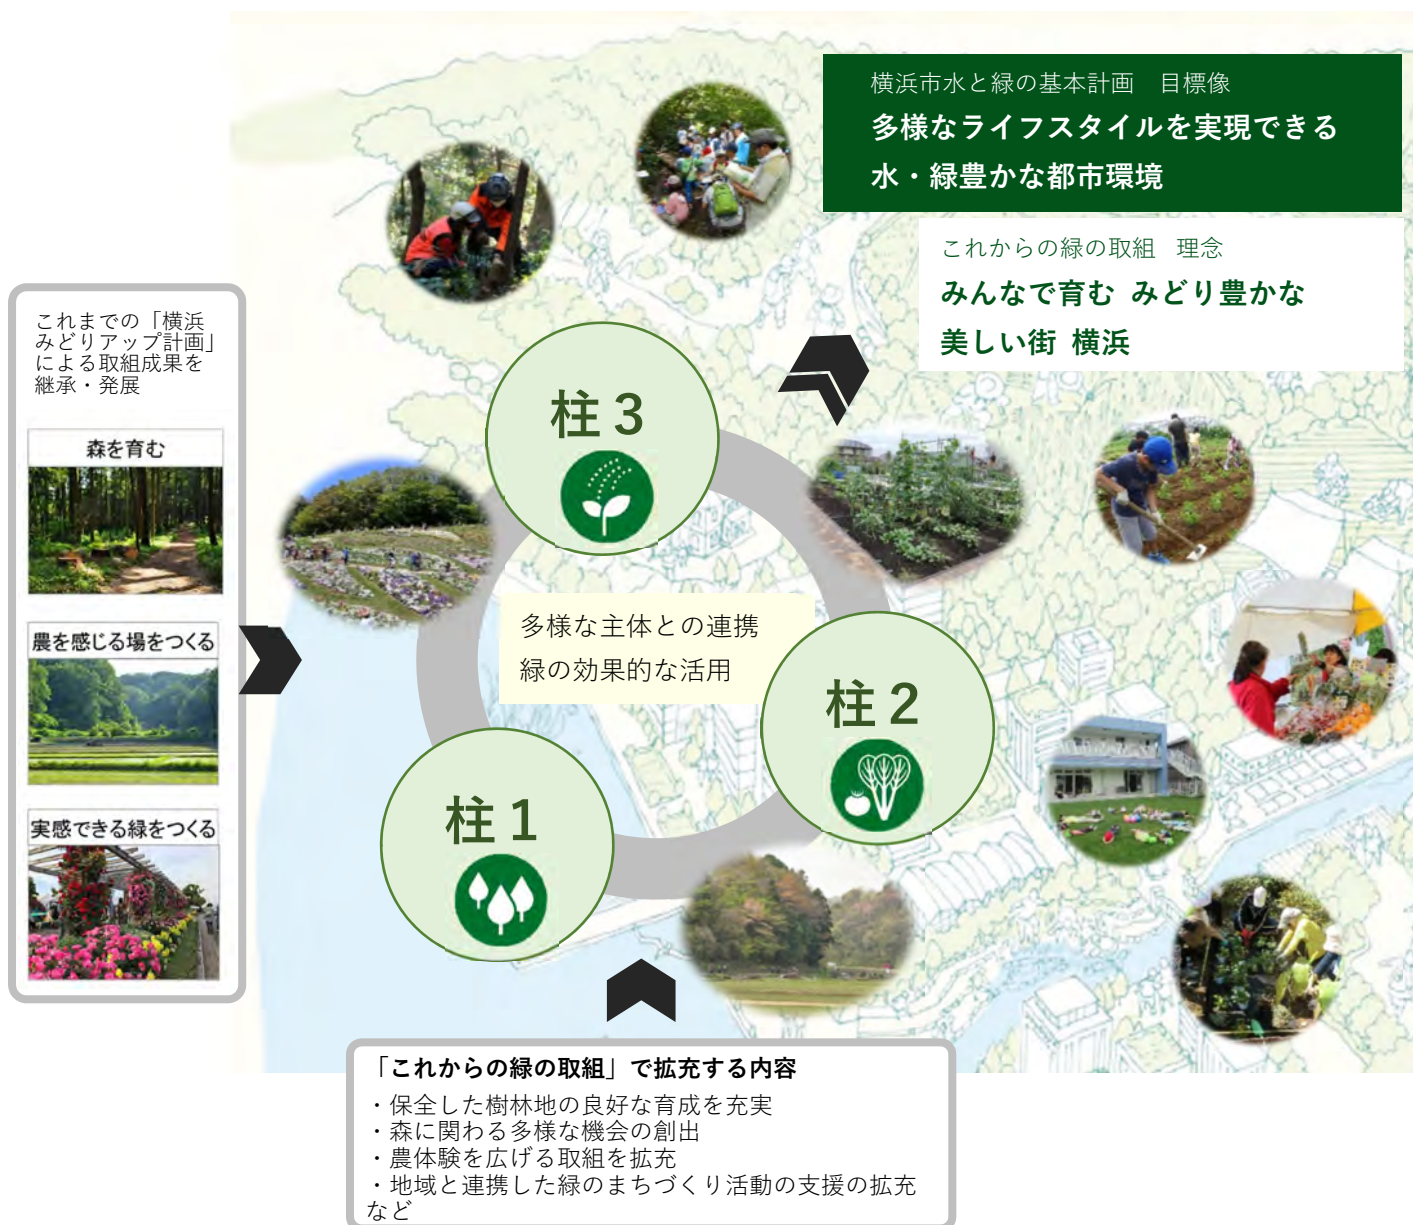 横浜市水と緑の基本計画　目標像
多様なライフスタイルを実現できる
水・緑豊かな都市環境
これからの緑の取組　理念
みんなで育む みどり豊かな
美しい街 横浜
これまでの「横浜
みどりアップ計画」
による取組成果を
継承・発展
森を育む
農を感じる場をつくる
実感できる緑をつくる
柱3
多様な主体との連携
緑の効果的な活用
柱2
柱1
「これからの緑の取組」で拡充する内容
・保全した樹林地の良好な育成を充実
・森に関わる多様な機会の創出
・農体験を広げる取組を拡充
・地域と連携した緑のまちづくり活動の支援の拡充
など